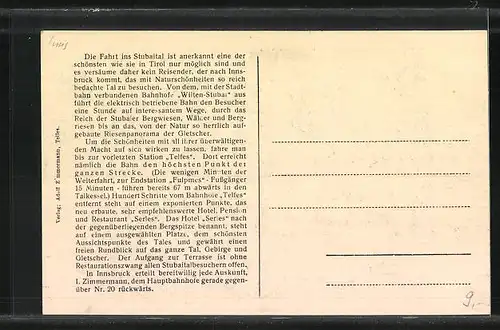 Die Fahrt ins Stubaital ist anerkannt eine der
schönsten wie sie in Tirol nur möglich sind und
es versäume daher kein Reisender, der nach Inns-
bruck kommt, das mit Naturschönheiten so reich
bedachte Tal zu besuchen. Von dem, mit der Stadt-
bahn verbundenen Bahnhofe „Wilten-Stubai“ aus
führt die elektrisch betriebene Bahn den Besucher
eine Stunde auf interessantem Wege, durch das
Reich der Stubaier Bergwiesen, Wälder und Berg-
riesen bis an das, von der Natur so herrlich auf-
gebaute Riesenpanorama der Gletscher.
Um die Schönheiten mit all ihrer überwältigen-
den Macht auf sich wirken zu lassen, fahre man
bis zur vorletzten Station „Telfes“. Dort erreicht
nämlich die Bahn den höchsten Punkt der
ganzen Strecke. (Die wenigen Minuten der
Weiterfahrt, zur Endstation „Fulpmes“ - Fußgänger
15 Minuten - führen bereits 67 m abwärts in den
Talkessel.) Hundert Schritte vom Bahnhofe „Telfes“
entfernt steht auf einem exponierten Punkte, das
neu erbaute, sehr empfehlenswerte Hotel, Pension
und Restaurant „Serles“. Das Hotel „Serles“ nach
der gegenüberliegenden Bergspitze benannt, steht
auf einem ausgewählten Platze, dem schönsten
Aussichtspunkte des Tales und gewährt einen
freien Rundblick auf das ganze Tal, Gebirge und
Gletscher. Der Aufgang zur Terrasse ist ohne
Restaurationszwang allen Stubaitalbesuchern offen.
In Innsbruck erteilt bereitwillig jede Auskunft,
I. Zimmermann, dem Hauptbahnhofe gerade gegen-
über Nr. 20 rückwärts.
Verlag: Adolf Zimmermann, Telfes.
9,-